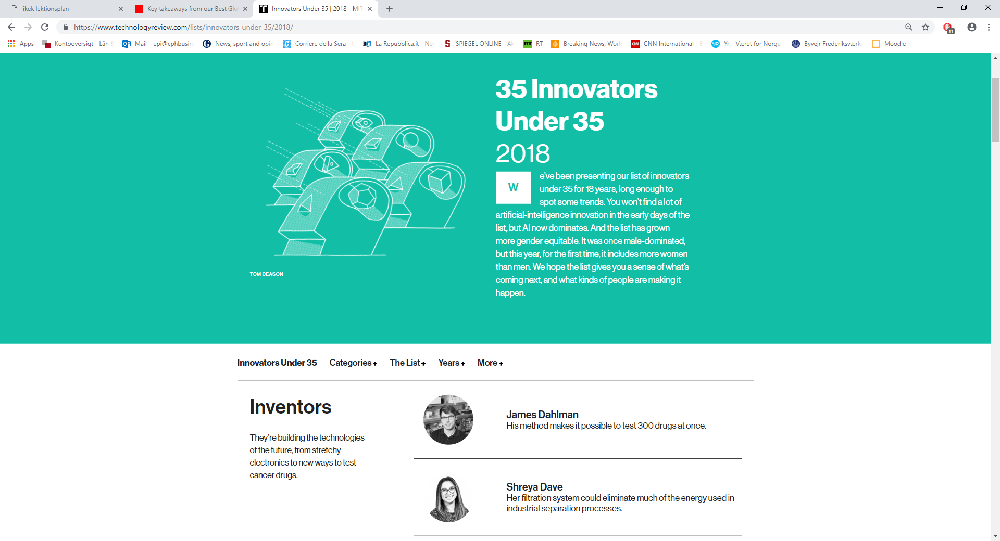 ikek lektionsplan
Key takeaways from our Best Glo
Innovators Under 35 | 2018 - MIT
https://www.technologyreview.com/lists/innovators-under-35/2018/
11
Apps
Kontooversigt - Lån &
Mail – epi@cphbusin
News, sport and opin
Corriere della Sera - U
La Repubblica.it - Ne
SPIEGEL ONLINE - Ak
RT
RT
Breaking News, Worl
CNN
CNN International - B
YR
Yr – Været for Norge
Byvejr Frederiksværk,
Moodle
35 Innovators
Under 35
2018
We've been presenting our list of innovators
under 35 for 18 years, long enough to
spot some trends. You won't find a lot of
artificial-intelligence innovation in the early days of the
list, but AI now dominates. And the list has grown
more gender equitable. It was once male-dominated,
but this year, for the first time, it includes more women
than men. We hope the list gives you a sense of what's
coming next, and what kinds of people are making it
happen.
TOM DEASON
Innovators Under 35 Categories+ The List+ Years+ More+
Inventors
They're building the technologies
of the future, from stretchy
electronics to new ways to test
cancer drugs.
James Dahlman
His method makes it possible to test 300 drugs at once.
Shreya Dave
Her filtration system could eliminate much of the energy used in
industrial separation processes.